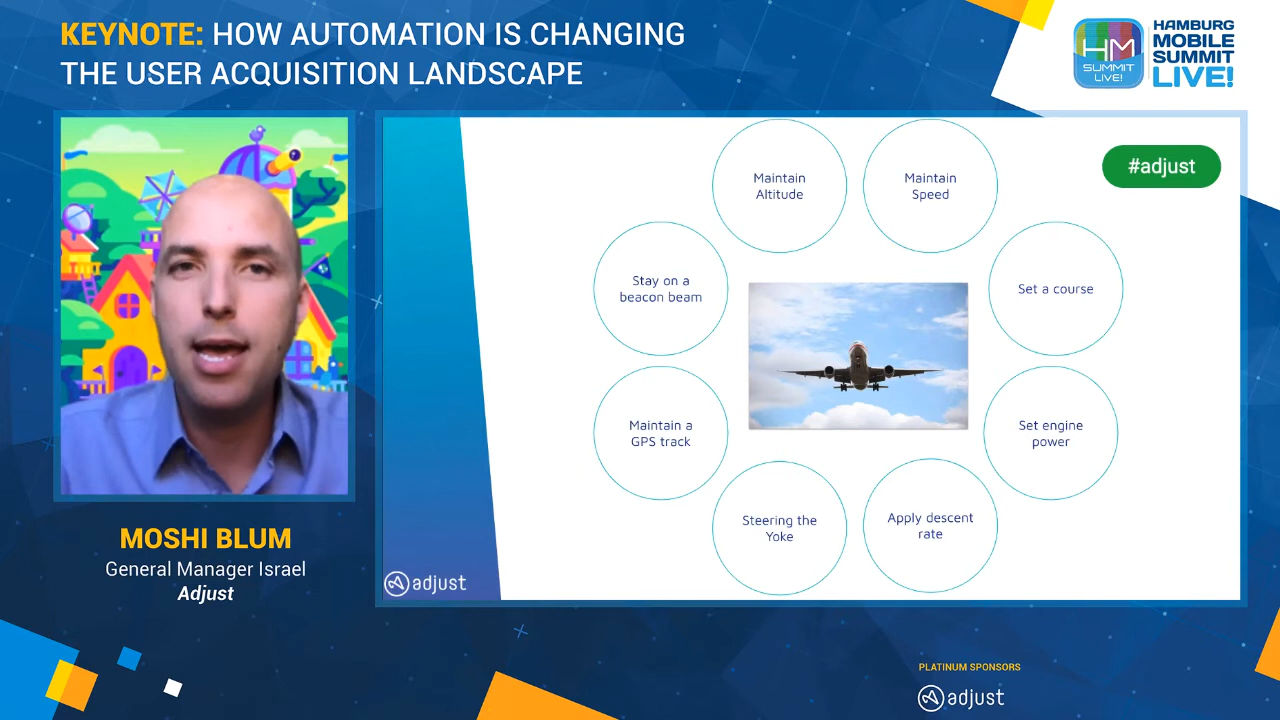 KEYNOTE: HOW AUTOMATION IS CHANGING
THE USER ACQUISITION LANDSCAPE
HM
SUMMIT
LIVE!
HAMBURG
MOBILE
SUMMIT
LIVE!
#adjust
Maintain
Altitude
Maintain
Speed
Stay on a
beacon beam
Set a course
Maintain a
GPS track
Set engine
power
Steering the
Yoke
Apply descent
rate
adjust
MOSHI BLUM
General Manager Israel
Adjust
PLATINUM SPONSORS
adjust